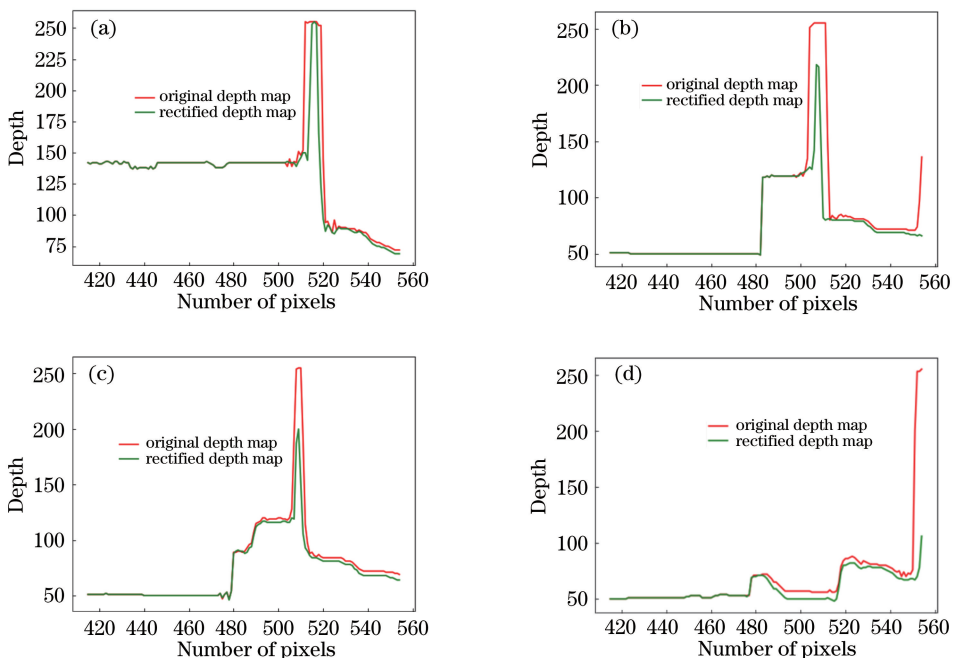 (a)
250
225
200
175
150
125
100
75
Depth
original depth map
rectified depth map
420 440 460 480 500 520 540 560
Number of pixels
(b)
250
200
150
100
50
Depth
original depth map
rectified depth map
420 440 460 480 500 520 540 560
Number of pixels
(c)
250
200
150
100
50
Depth
original depth map
rectified depth map
420 440 460 480 500 520 540 560
Number of pixels
(d)
250
200
150
100
50
Depth
original depth map
rectified depth map
420 440 460 480 500 520 540 560
Number of pixels